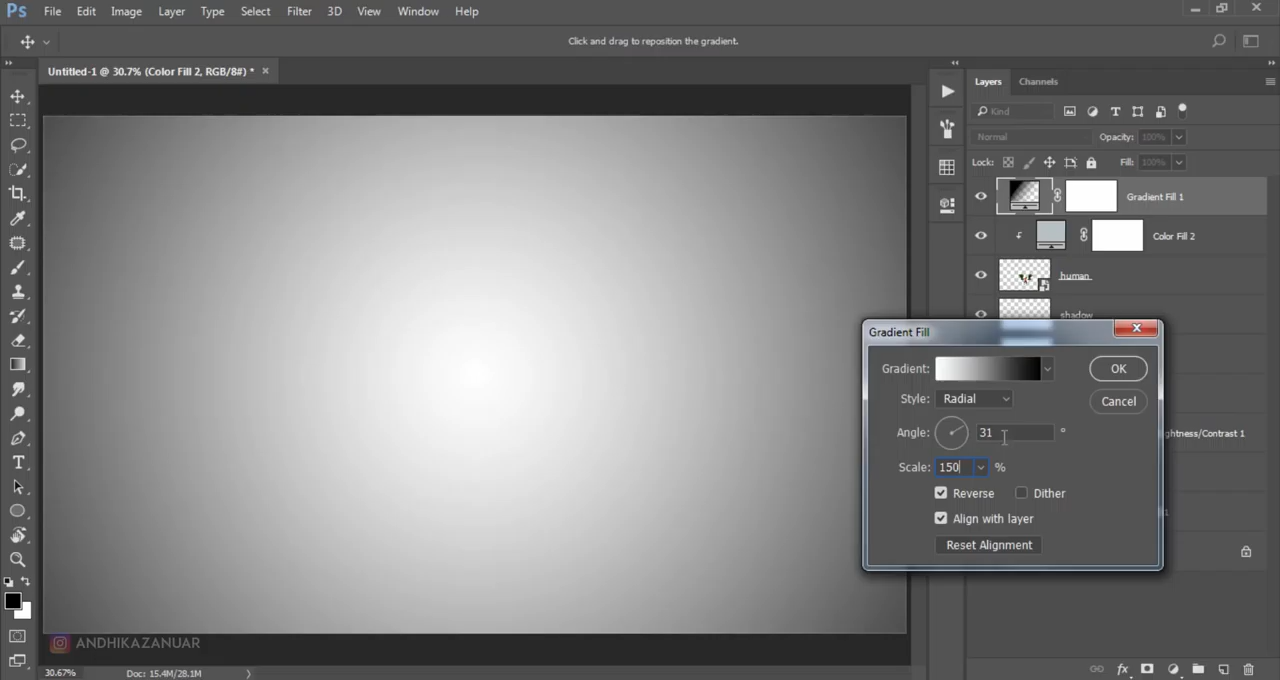 Ps File Edit Image Layer Type Select Filter 3D View Window Help
Click and drag to reposition the gradient.
Untitled-1 @ 30.7% (Color Fill 2, RGB/8#) * ×
Layers Channels
Kind
Normal Opacity: 100%
Lock: Fill: 100%
Gradient Fill 1
Color Fill 2
human
shadow
Gradient Fill
Gradient: OK
Style: Radial
Cancel
Angle: 31 °
ghtness/Contrast 1
Scale: 150 %
Reverse Dither
Align with layer
Reset Alignment
ANDHIKAZANUAR
30.67% Doc: 15.4M/28.1M
fx